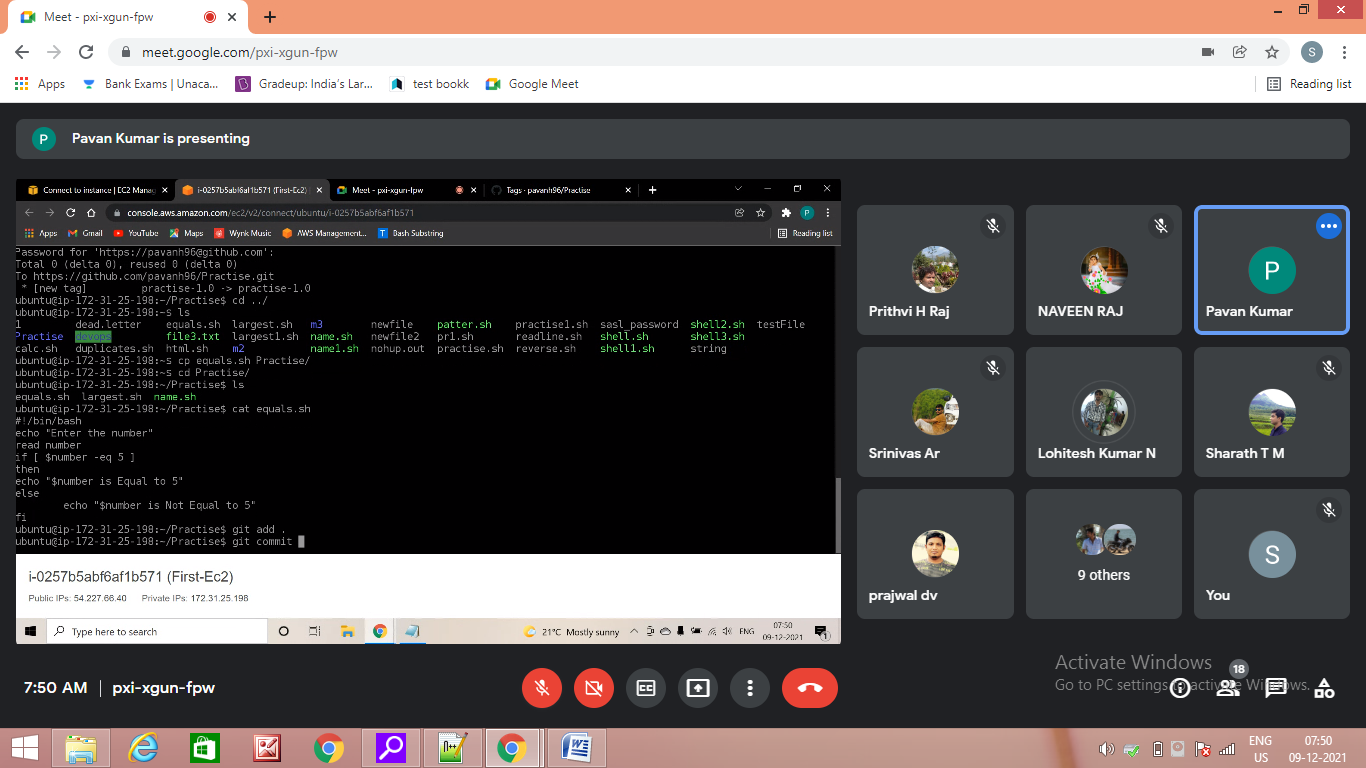 Meet - pxi-xgun-fpw
meet.google.com/pxi-xgun-fpw
S
Apps Bank Exams | Unaca... Gradeup: India's Lar... test bookk Google Meet Reading list
P Pavan Kumar is presenting
Connect to instance | EC2 Manag i-0257b5abf6af1b571 (First-Ec2) Meet - pxi-xgun-fpw Tags · pavanh96/Practise
console.aws.amazon.com/ec2/v2/connect/ubuntu/i-0257b5abf6af1b571 P
Apps Gmail YouTube Maps Wynk Music AWS Management... T Bash Substring Reading list
Password for 'https://pavanh96@github.com':
Total 0 (delta 0), reused 0 (delta 0)
To https://github.com/pavanh96/Practise.git
* [new tag] practise-1.0 -> practise-1.0
ubuntu@ip-172-31-25-198:~/Practise$ cd ../
ubuntu@ip-172-31-25-198:~$ ls
1 dead.letter equals.sh largest.sh m3 newfile patter.sh practise1.sh sasl_password shell2.sh testFile
Practise devops file3.txt largest1.sh name.sh newfile2 pr1.sh readline.sh shell.sh shell3.sh
calc.sh duplicates.sh html.sh m2 name1.sh nohup.out practise.sh reverse.sh shell1.sh string
ubuntu@ip-172-31-25-198:~$ cp equals.sh Practise/
ubuntu@ip-172-31-25-198:~$ cd Practise/
ubuntu@ip-172-31-25-198:~/Practise$ ls
equals.sh largest.sh name.sh
ubuntu@ip-172-31-25-198:~/Practise$ cat equals.sh
#!/bin/bash
echo "Enter the number"
read number
if [ $number -eq 5 ]
then
echo "$number is Equal to 5"
else
echo "$number is Not Equal to 5"
fi
ubuntu@ip-172-31-25-198:~/Practise$ git add .
ubuntu@ip-172-31-25-198:~/Practise$ git commit
i-0257b5abf6af1b571 (First-Ec2)
Public IPs: 54.227.66.40 Private IPs: 172.31.25.198
Type here to search 21°C Mostly sunny ENG 07:50
09-12-2021 1
Prithvi H Raj
NAVEEN RAJ
P
Pavan Kumar
Srinivas Ar
Lohitesh Kumar N
Sharath T M
prajwal dv
9 others
S
You
7:50 AM | pxi-xgun-fpw
18
Activate Windows
Go to PC settings to activate Windows.
ENG 07:50
US 09-12-2021